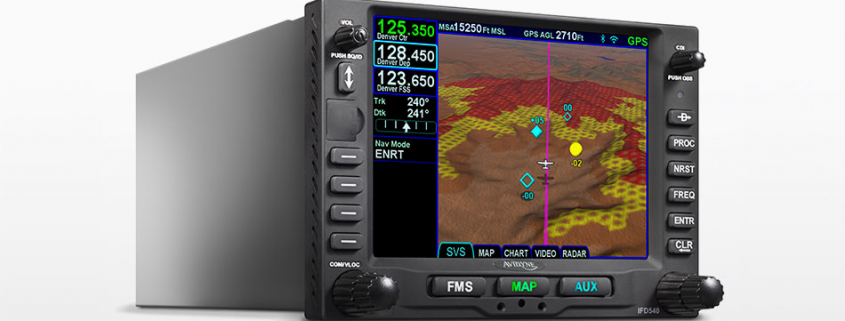 VOL
PUSH SQ/ID
COM/VLOC
125.350
Denver Ctr
128.450
Denver Dep
123.650
Denver FSS
Trk 240°
Dtk 241°
Nav Mode
ENRT
MSA 15250 Ft MSL GPS AGL 2710 Ft GPS
+05
00
-02
-00
SVS MAP CHART VIDEO RADAR
AVIDYNE
FMS MAP AUX
CDI
PUSH OBS
D
PROC
NRST
FREQ
ENTR
CLR
IFD540